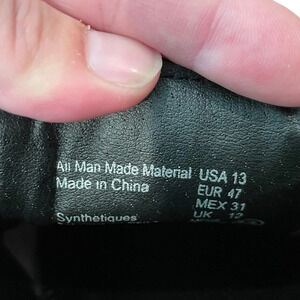 All Man Made Material USA 13
Made in China EUR 47
MEX 31
Synthetiques UK 12